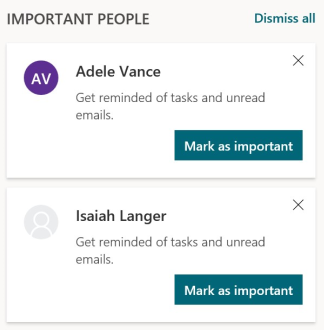 IMPORTANT PEOPLE Dismiss all
AV Adele Vance
Get reminded of tasks and unread
emails.
Mark as important
Isaiah Langer
Get reminded of tasks and unread
emails.
Mark as important